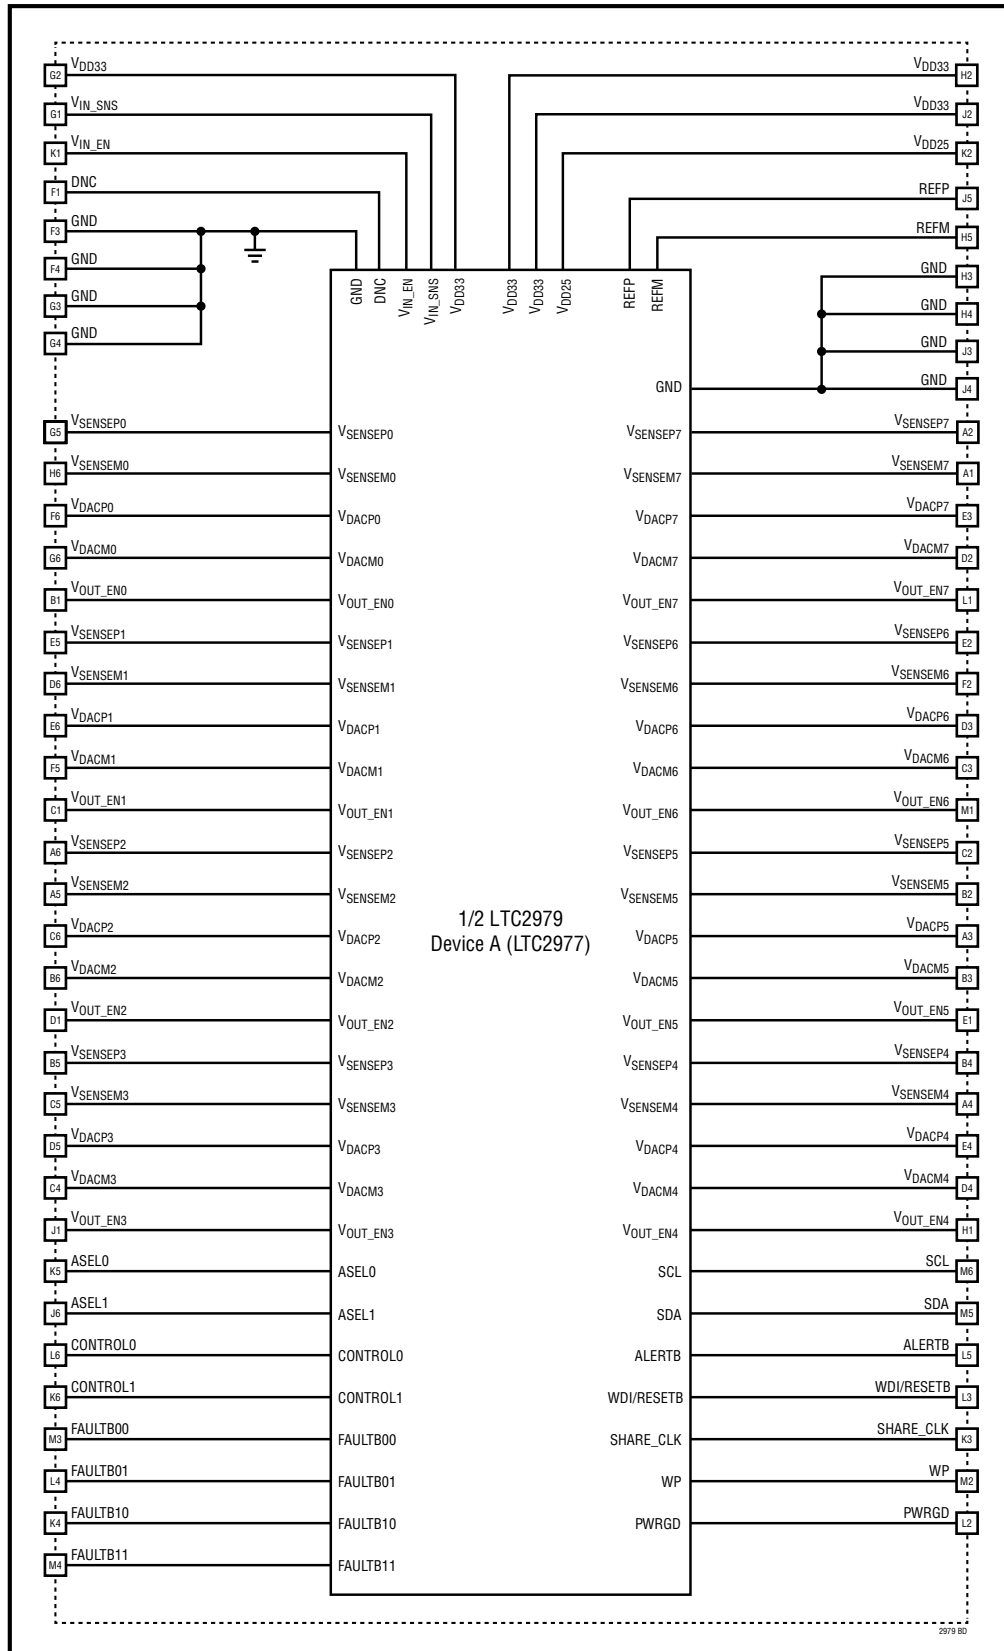 G2 VDD33
G1 VIN_SNS
K1 VIN_EN
F1 DNC
F3 GND
F4 GND
G3 GND
G4 GND
VDD33 H2
VDD33 J2
VDD25 K2
REFP J5
REFM H5
GND H3
GND H4
GND J3
GND J4
GND
DNC
VIN_EN
VIN_SNS
VDD33
VDD33
VDD33
VDD25
REFP
REFM
GND
G5 VSENSEP0 VSENSEP0 VSENSEP7 VSENSEP7 A2
H6 VSENSEM0 VSENSEM0 VSENSEM7 VSENSEM7 A1
F6 VDACP0 VDACP0 VDACP7 VDACP7 E3
G6 VDACM0 VDACM0 VDACM7 VDACM7 D2
B1 VOUT_EN0 VOUT_EN0 VOUT_EN7 VOUT_EN7 L1
E5 VSENSEP1 VSENSEP1 VSENSEP6 VSENSEP6 E2
D6 VSENSEM1 VSENSEM1 VSENSEM6 VSENSEM6 F2
E6 VDACP1 VDACP1 VDACP6 VDACP6 D3
F5 VDACM1 VDACM1 VDACM6 VDACM6 C3
C1 VOUT_EN1 VOUT_EN1 VOUT_EN6 VOUT_EN6 M1
A6 VSENSEP2 VSENSEP2 VSENSEP5 VSENSEP5 C2
A5 VSENSEM2 VSENSEM2 VSENSEM5 VSENSEM5 B2
1/2 LTC2979
Device A (LTC2977)
C6 VDACP2 VDACP2 VDACP5 VDACP5 A3
B6 VDACM2 VDACM2 VDACM5 VDACM5 B3
D1 VOUT_EN2 VOUT_EN2 VOUT_EN5 VOUT_EN5 E1
B5 VSENSEP3 VSENSEP3 VSENSEP4 VSENSEP4 B4
C5 VSENSEM3 VSENSEM3 VSENSEM4 VSENSEM4 A4
D5 VDACP3 VDACP3 VDACP4 VDACP4 E4
C4 VDACM3 VDACM3 VDACM4 VDACM4 D4
J1 VOUT_EN3 VOUT_EN3 VOUT_EN4 VOUT_EN4 H1
K5 ASEL0 ASEL0 SCL SCL M6
J6 ASEL1 ASEL1 SDA SDA M5
L6 CONTROL0 CONTROL0 ALERTB ALERTB L5
K6 CONTROL1 CONTROL1 WDI/RESETB WDI/RESETB L3
M3 FAULTB00 FAULTB00 SHARE_CLK SHARE_CLK K3
L4 FAULTB01 FAULTB01 WP WP M2
K4 FAULTB10 FAULTB10 PWRGD PWRGD L2
M4 FAULTB11 FAULTB11
2979 BD